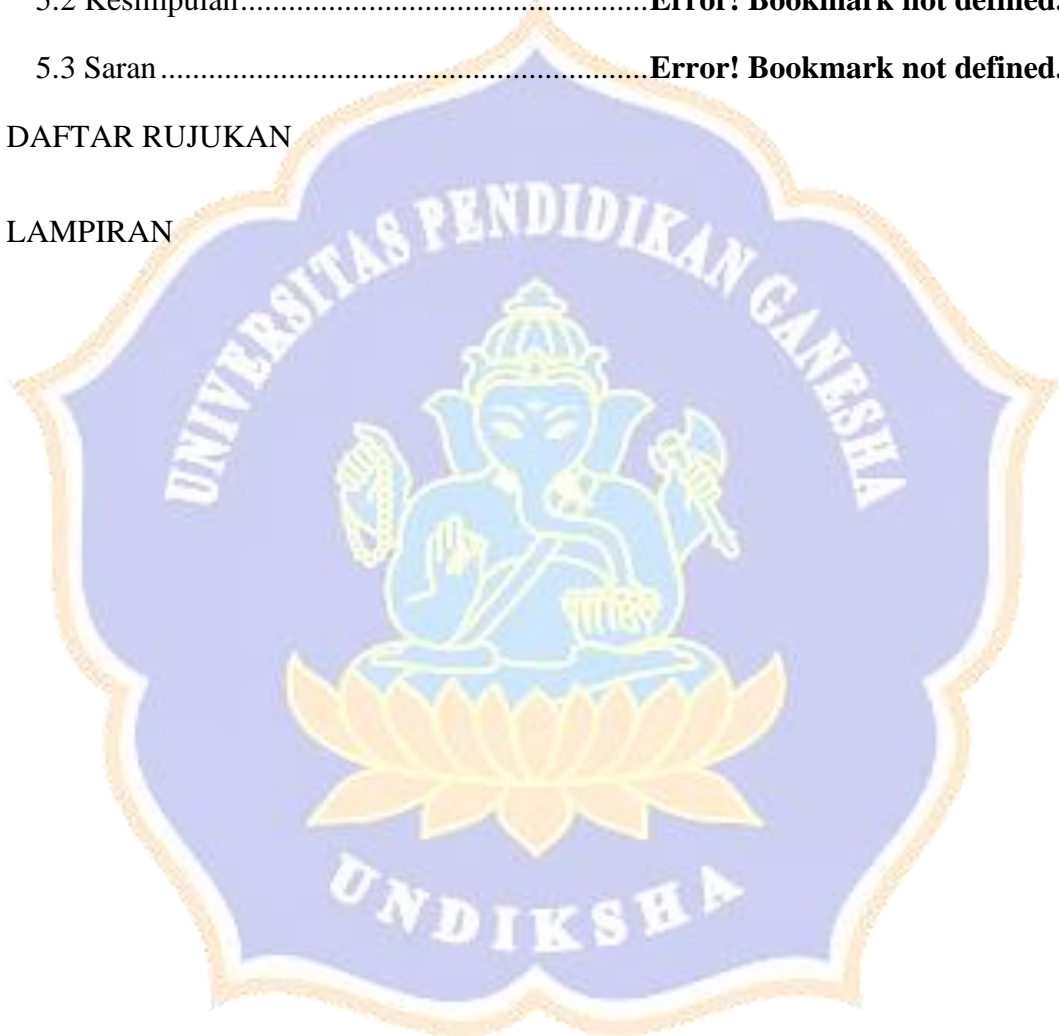 5.2 Kesimpulan....................................................Error! Bookmark not defined.
5.3 Saran..............................................................Error! Bookmark not defined.
DAFTAR RUJUKAN
LAMPIRAN
UNIVERSITAS PENDIDIKAN GANESHA
UNDIKSHA